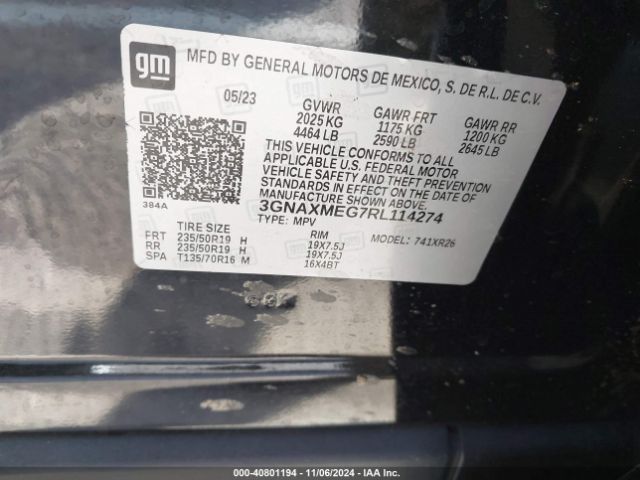 gm
MFD BY GENERAL MOTORS DE MEXICO, S. DE R.L. DE C.V.
05/23 GVWR GAWR FRT GAWR RR
2025 KG 1175 KG 1200 KG
4464 LB 2590 LB 2645 LB
THIS VEHICLE CONFORMS TO ALL
APPLICABLE U.S. FEDERAL MOTOR
VEHICLE SAFETY AND THEFT PREVENTION
STANDARDS IN EFFECT ON THE DATE OF
MANUFACTURE SHOWN ABOVE.
384A 3GNAXMEG7RL114274
TYPE: MPV MODEL: 741XR26
TIRE SIZE RIM
FRT 235/50R19 H 19X7.5J
RR 235/50R19 H 19X7.5J
SPA T135/70R16 M 16X4BT
000-40801194 - 11/06/2024 - IAA Inc.